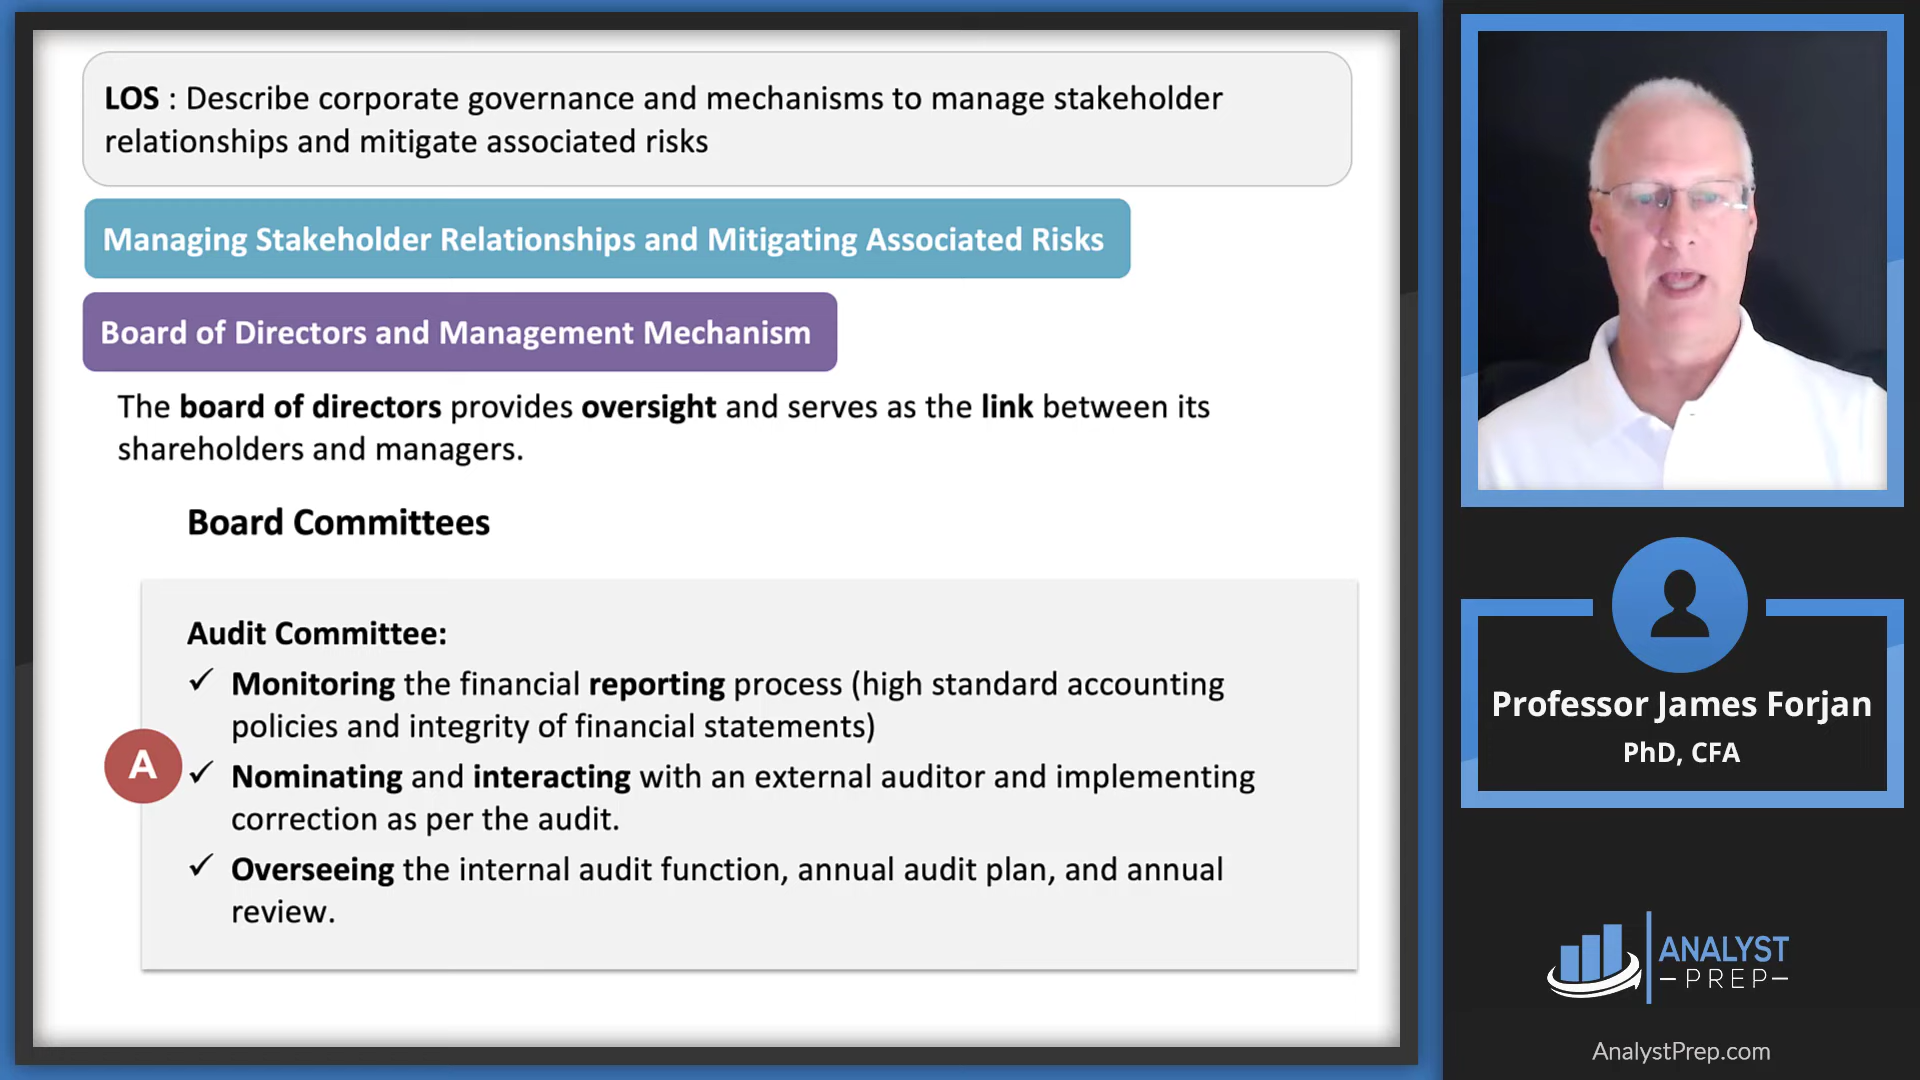 LOS : Describe corporate governance and mechanisms to manage stakeholder
relationships and mitigate associated risks
Managing Stakeholder Relationships and Mitigating Associated Risks
Board of Directors and Management Mechanism
The board of directors provides oversight and serves as the link between its
shareholders and managers.
Board Committees
Audit Committee:
✓ Monitoring the financial reporting process (high standard accounting
policies and integrity of financial statements)
A
✓ Nominating and interacting with an external auditor and implementing
correction as per the audit.
✓ Overseeing the internal audit function, annual audit plan, and annual
review.
Professor James Forjan
PhD, CFA
ANALYST
PREP
AnalystPrep.com